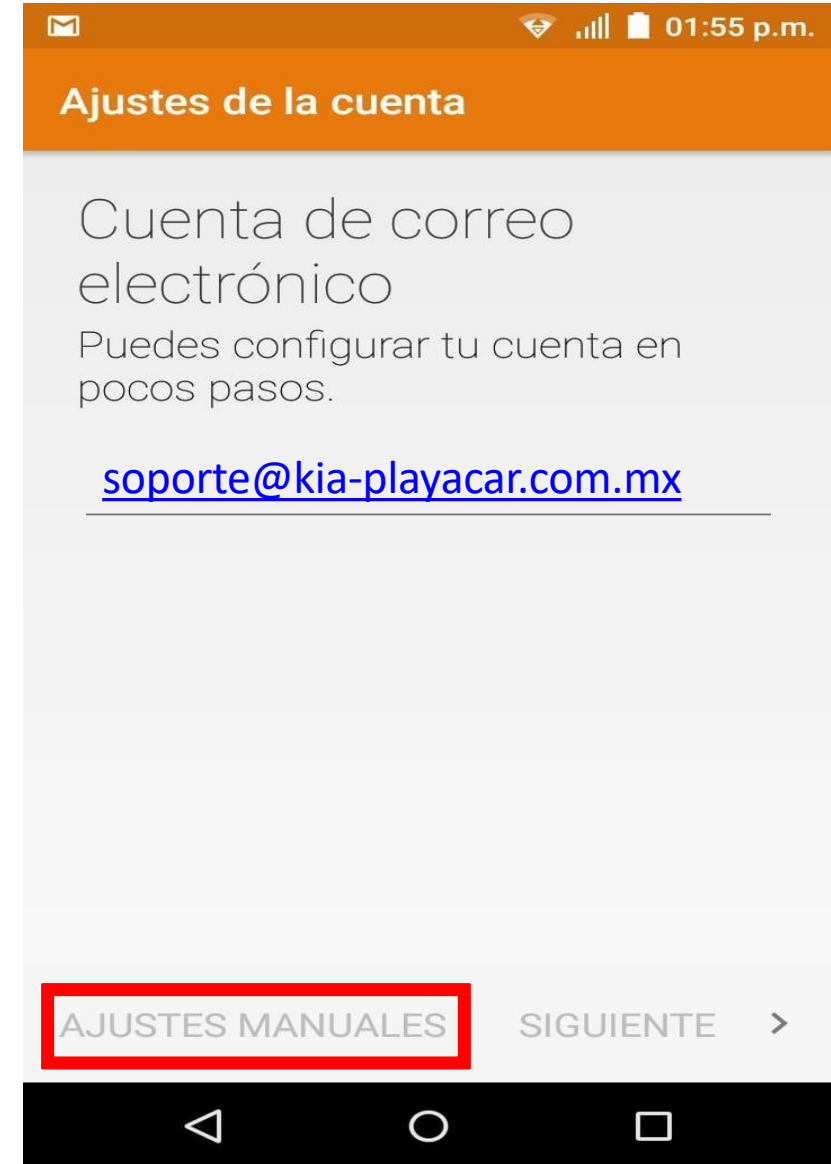 01:55 p.m.
Ajustes de la cuenta
Cuenta de correo
electrónico
Puedes configurar tu cuenta en
pocos pasos.
soporte@kia-playacar.com.mx
AJUSTES MANUALES SIGUIENTE >